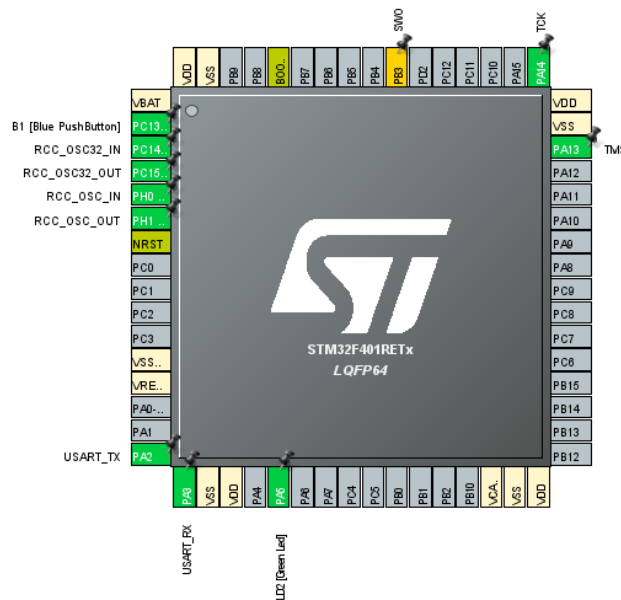 SWO
TCK
VDD
VSS
PB9
PB8
BOO..
PB7
PB6
PB5
PB4
PB3
PD2
PC12
PC11
PC10
PA15
PA14
VBAT
B1 [Blue PushButton] PC13..
RCC_OSC32_IN PC14..
RCC_OSC32_OUT PC15..
RCC_OSC_IN PH0 ..
RCC_OSC_OUT PH1 ..
NRST
PC0
PC1
PC2
PC3
VSS..
VRE..
PA0-..
PA1
USART_TX PA2
VDD
VSS
PA13 TMS
PA12
PA11
PA10
PA9
PA8
PC9
PC8
PC7
PC6
PB15
PB14
PB13
PB12
ST
STM32F401RETx
LQFP64
PA3
VSS
VDD
PA4
PA5
PA6
PA7
PC4
PC5
PB0
PB1
PB2
PB10
VCA..
VSS
VDD
USART_RX
LD2 [Green Led]